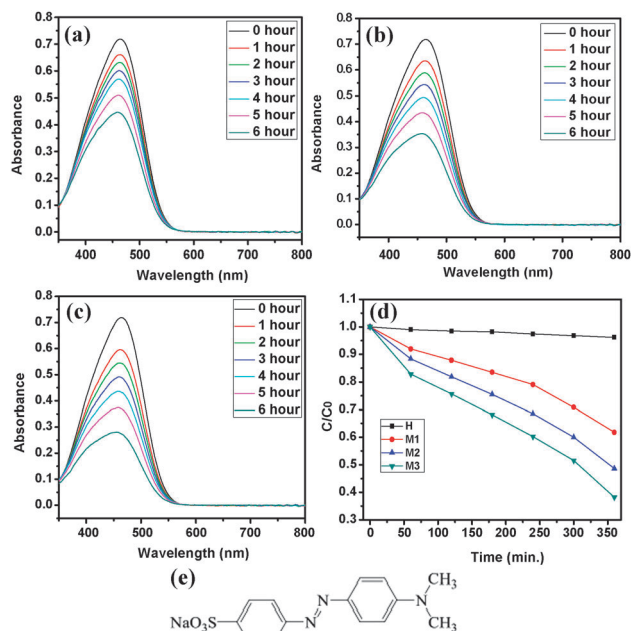 (a)
0 hour
1 hour
2 hour
3 hour
4 hour
5 hour
6 hour
0.8
0.7
0.6
0.5
0.4
0.3
0.2
0.1
0.0
Absorbance
400 500 600 700 800
Wavelength (nm)
(b)
0 hour
1 hour
2 hour
3 hour
4 hour
5 hour
6 hour
0.8
0.7
0.6
0.5
0.4
0.3
0.2
0.1
0.0
Absorbance
400 500 600 700 800
Wavelength (nm)
(c)
0 hour
1 hour
2 hour
3 hour
4 hour
5 hour
6 hour
0.8
0.7
0.6
0.5
0.4
0.3
0.2
0.1
0.0
Absorbance
400 500 600 700 800
Wavelength (nm)
(d)
1.1
1.0
0.9
0.8
0.7
0.6
0.5
0.4
0.3
C/C0
H
M1
M2
M3
0 50 100 150 200 250 300 350
Time (min.)
(e)
NaO3S
N
N
N
CH3
CH3